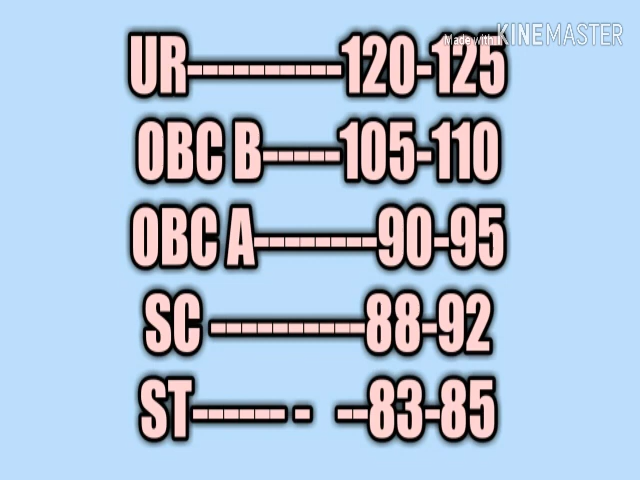 Made with KINEMASTER
UR----------120-125
OBC B-----105-110
OBC A--------90-95
SC ----------88-92
ST------ - --83-85